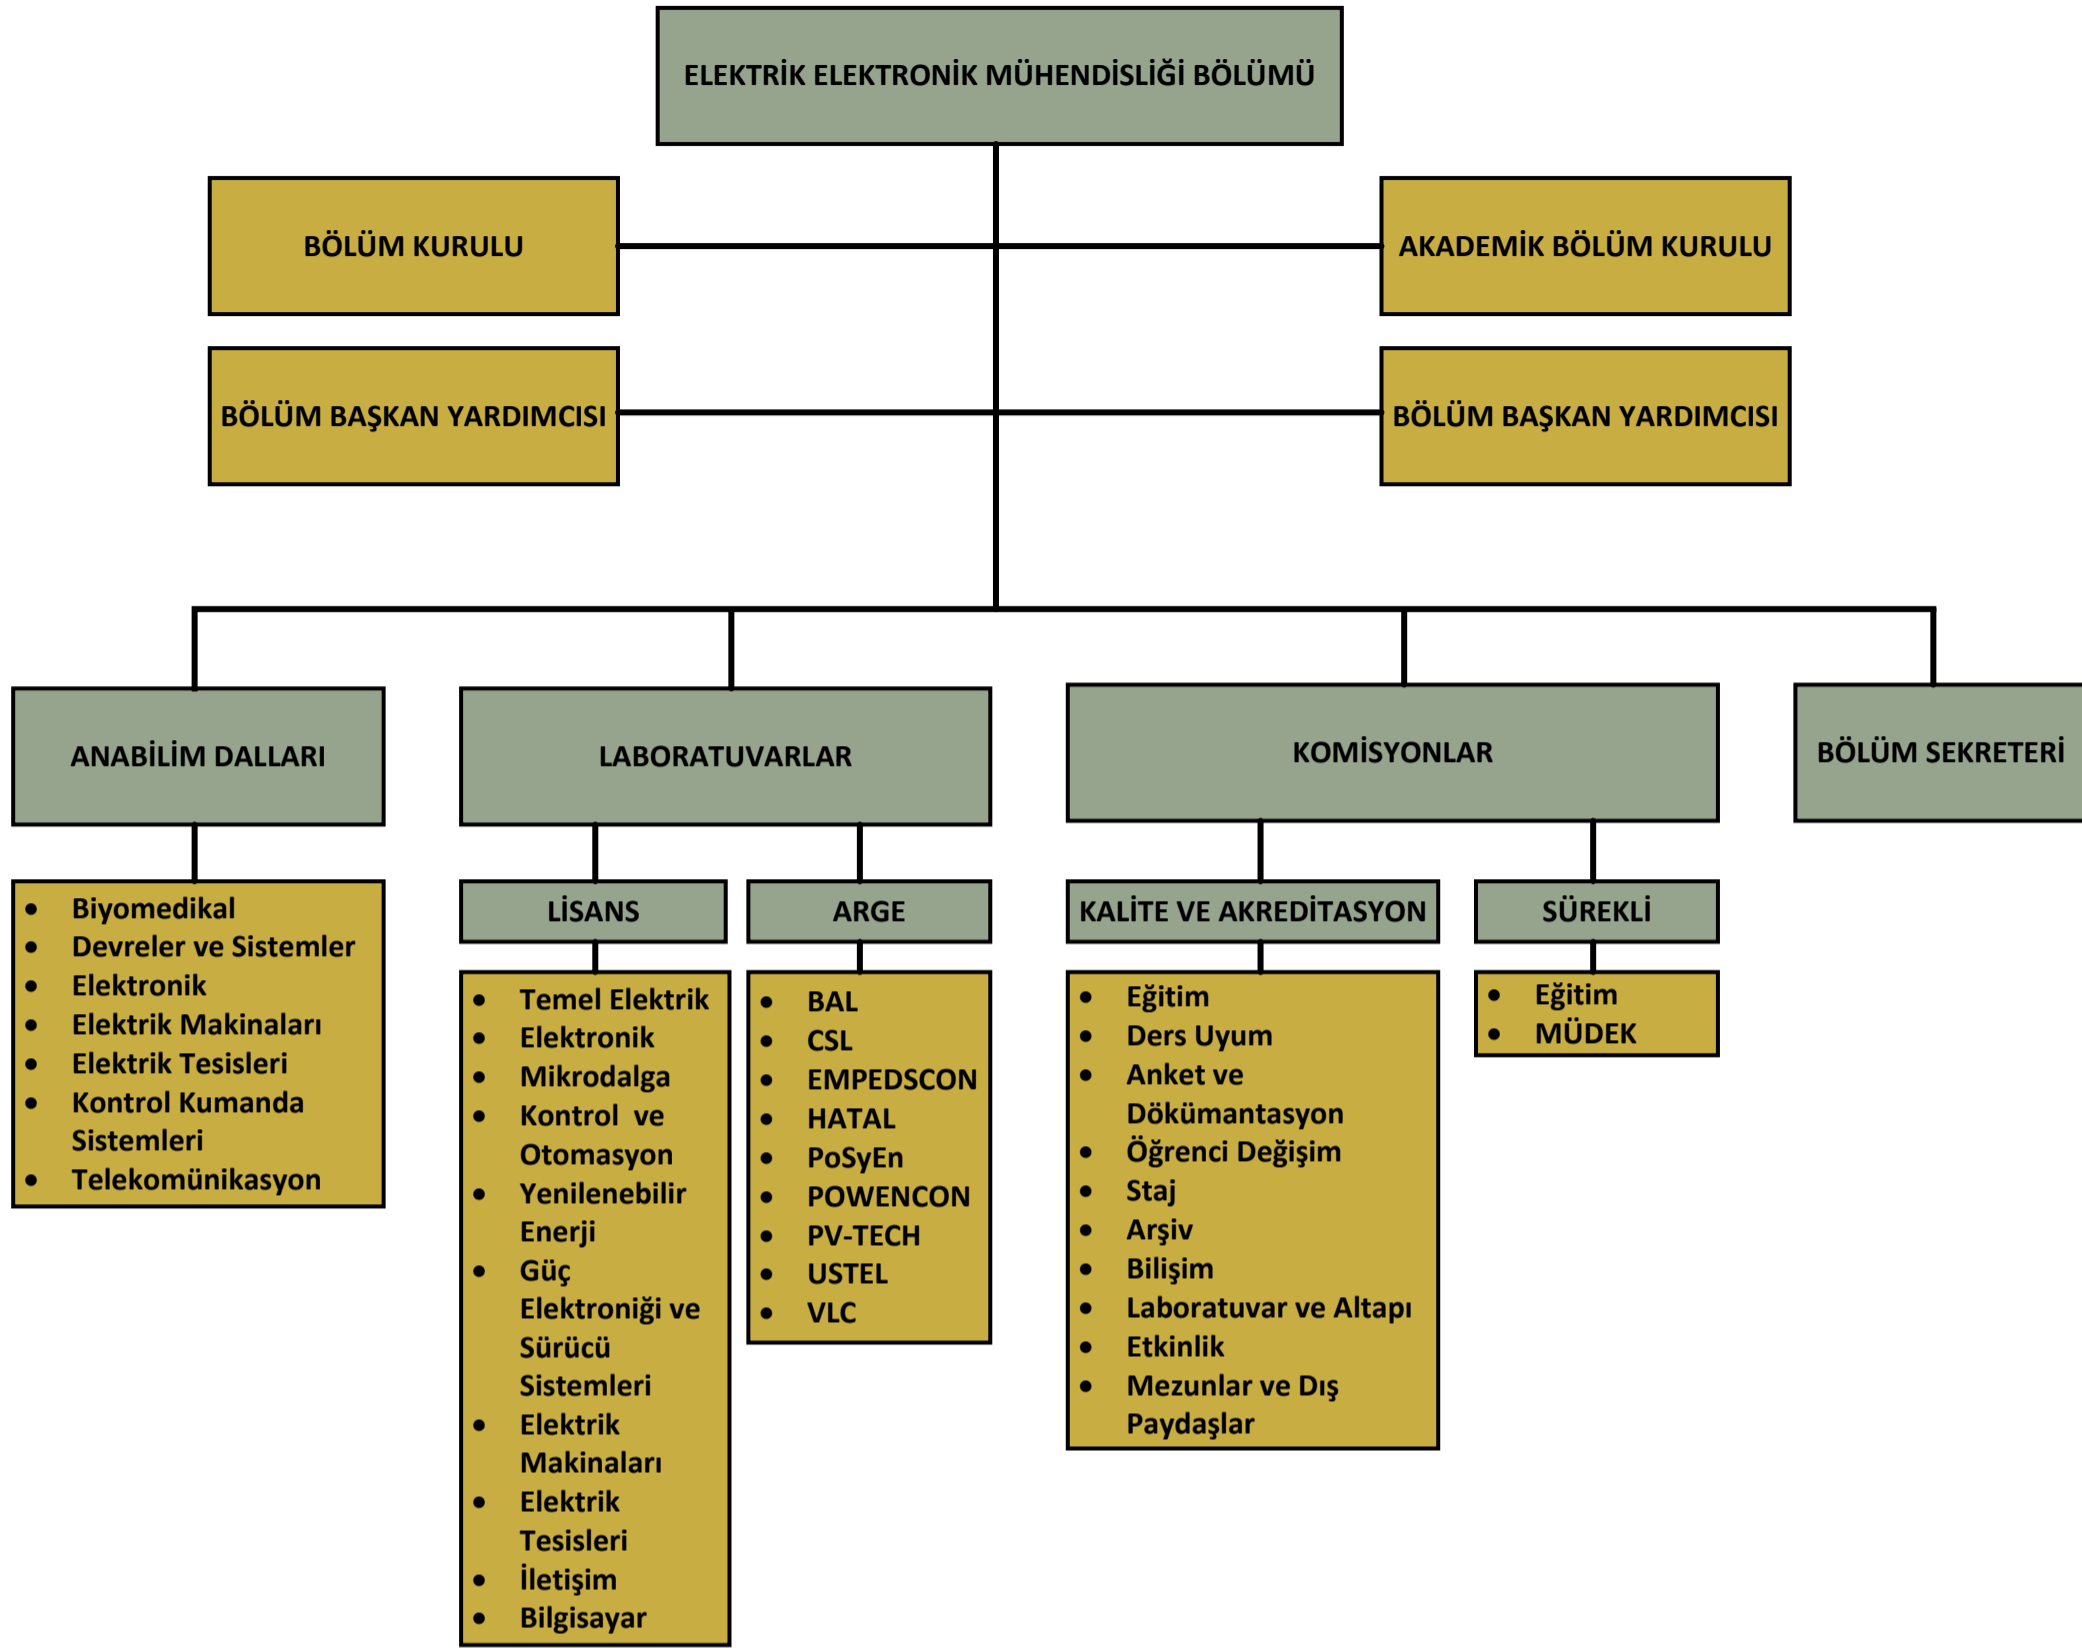 ELEKTRİK ELEKTRONİK MÜHENDİSLİĞİ BÖLÜMÜ
BÖLÜM KURULU
AKADEMİK BÖLÜM KURULU
BÖLÜM BAŞKAN YARDIMCISI
BÖLÜM BAŞKAN YARDIMCISI
ANABİLİM DALLARI
LABORATUVARLAR
KOMİSYONLAR
BÖLÜM SEKRETERİ
• Biyomedikal
• Devreler ve Sistemler
• Elektronik
• Elektrik Makinaları
• Elektrik Tesisleri
• Kontrol Kumanda
Sistemleri
• Telekomünikasyon
LİSANS
• Temel Elektrik
• Elektronik
• Mikrodalga
• Kontrol ve
Otomasyon
• Yenilenebilir
Enerji
• Güç
Elektroniği ve
Sürücü
Sistemleri
• Elektrik
Makinaları
• Elektrik
Tesisleri
• İletişim
• Bilgisayar
ARGE
• BAL
• CSL
• EMPEDSCON
• HATAL
• PoSyEn
• POWENCON
• PV-TECH
• USTEL
• VLC
KALİTE VE AKREDİTASYON
• Eğitim
• Ders Uyum
• Anket ve
Dökümantasyon
• Öğrenci Değişim
• Staj
• Arşiv
• Bilişim
• Laboratuvar ve Altapı
• Etkinlik
• Mezunlar ve Dış
Paydaşlar
SÜREKLİ
• Eğitim
• MÜDEK